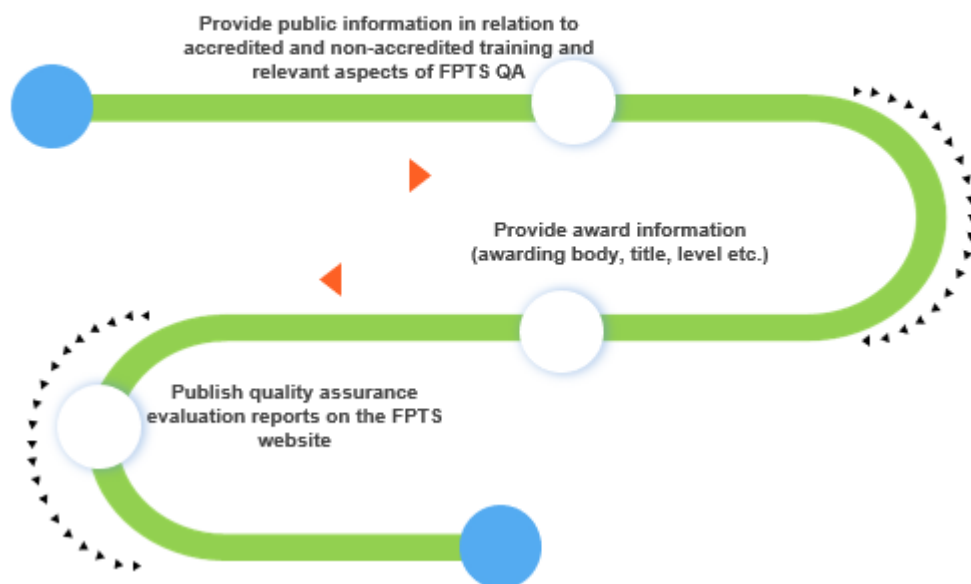 Provide public information in relation to
accredited and non-accredited training and
relevant aspects of FPTS QA
Provide award information
(awarding body, title, level etc.)
Publish quality assurance
evaluation reports on the FPTS
website